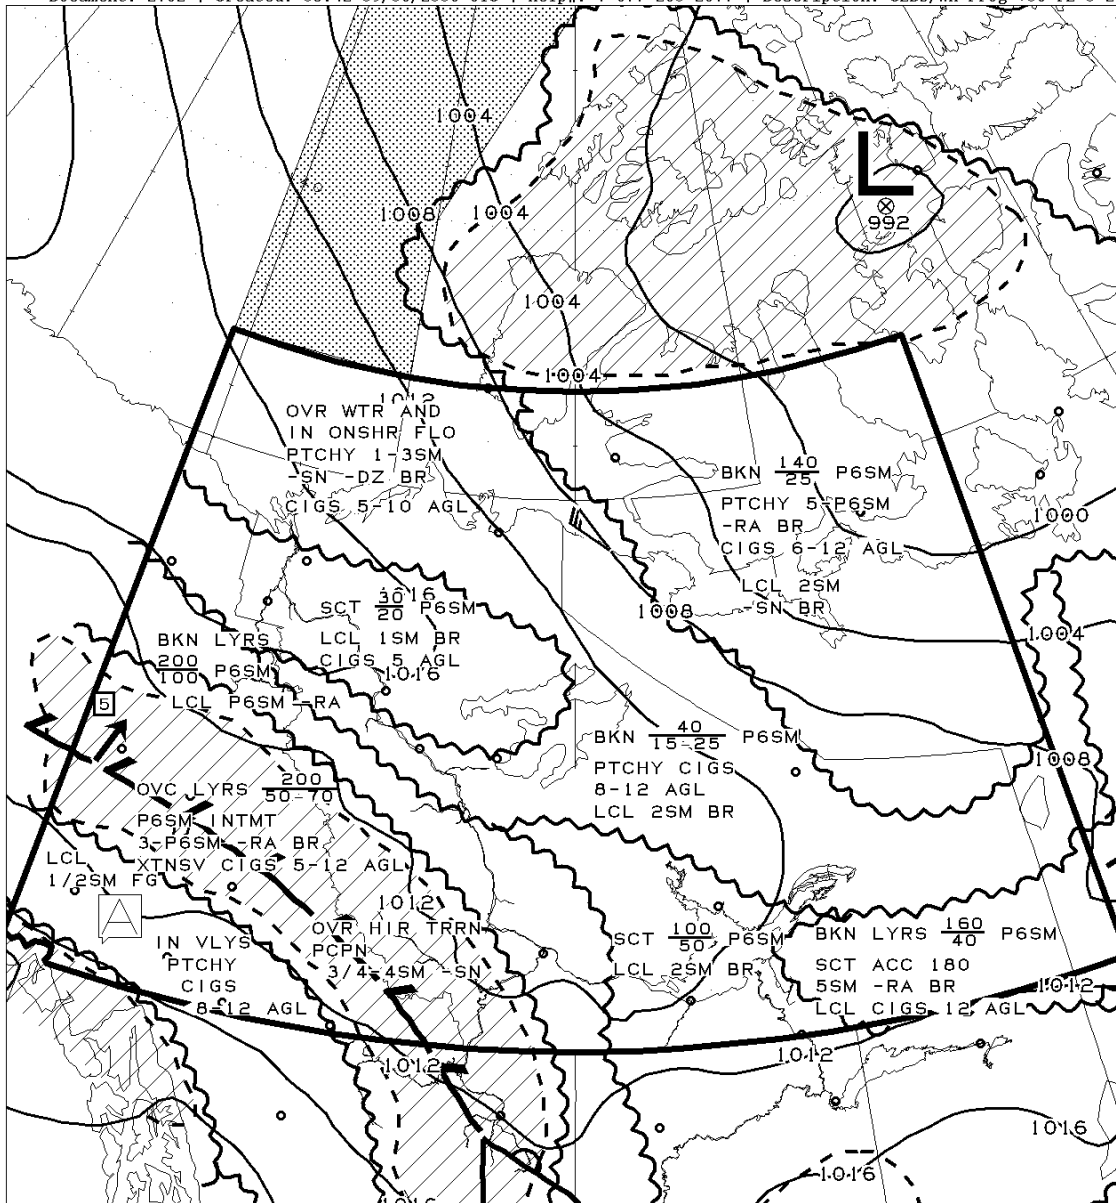 1004
1008
1004
992
1004
1004
1012
OVR WTR AND
IN ONSHR FLO
PTCHY 1-3SM
-SN -DZ BR
CIGS 5-10 AGL
BKN 140/25 P6SM
PTCHY 5-P6SM
-RA BR
CIGS 6-12 AGL
LCL 2SM
-SN BR
1000
1016
SCT 30/20 P6SM
LCL 1SM BR
CIGS 5 AGL
1016
1008
1004
BKN LYRS
200/100 P6SM
LCL P6SM -RA
5
BKN 40/15-25 P6SM
PTCHY CIGS
8-12 AGL
LCL 2SM BR
1008
OVC LYRS 200/50-70
P6SM INTMT
3-P6SM -RA BR
XTNSV CIGS 5-12 AGL
LCL
1/2SM FG
A
1012
OVR HIR TRRN
PCPN
3/4-4SM -SN
IN VLYS
PTCHY
CIGS
8-12 AGL
SCT 100/50 P6SM
LCL 2SM BR
BKN LYRS 160/40 P6SM
SCT ACC 180
5SM -RA BR
LCL CIGS 12 AGL
1012
1012
1012
1016
1016